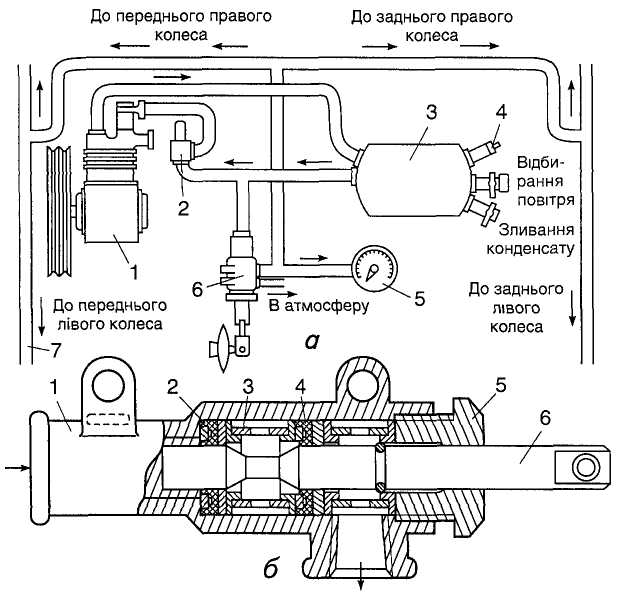 До переднього правого
колеса
До заднього правого
колеса
3
4
Відби-
рання
повітря
2
Зливання
конденсату
1
6
5
В атмосферу
До переднього
лівого колеса
До заднього
лівого
колеса
7
а
1
2
3
4
5
6
б